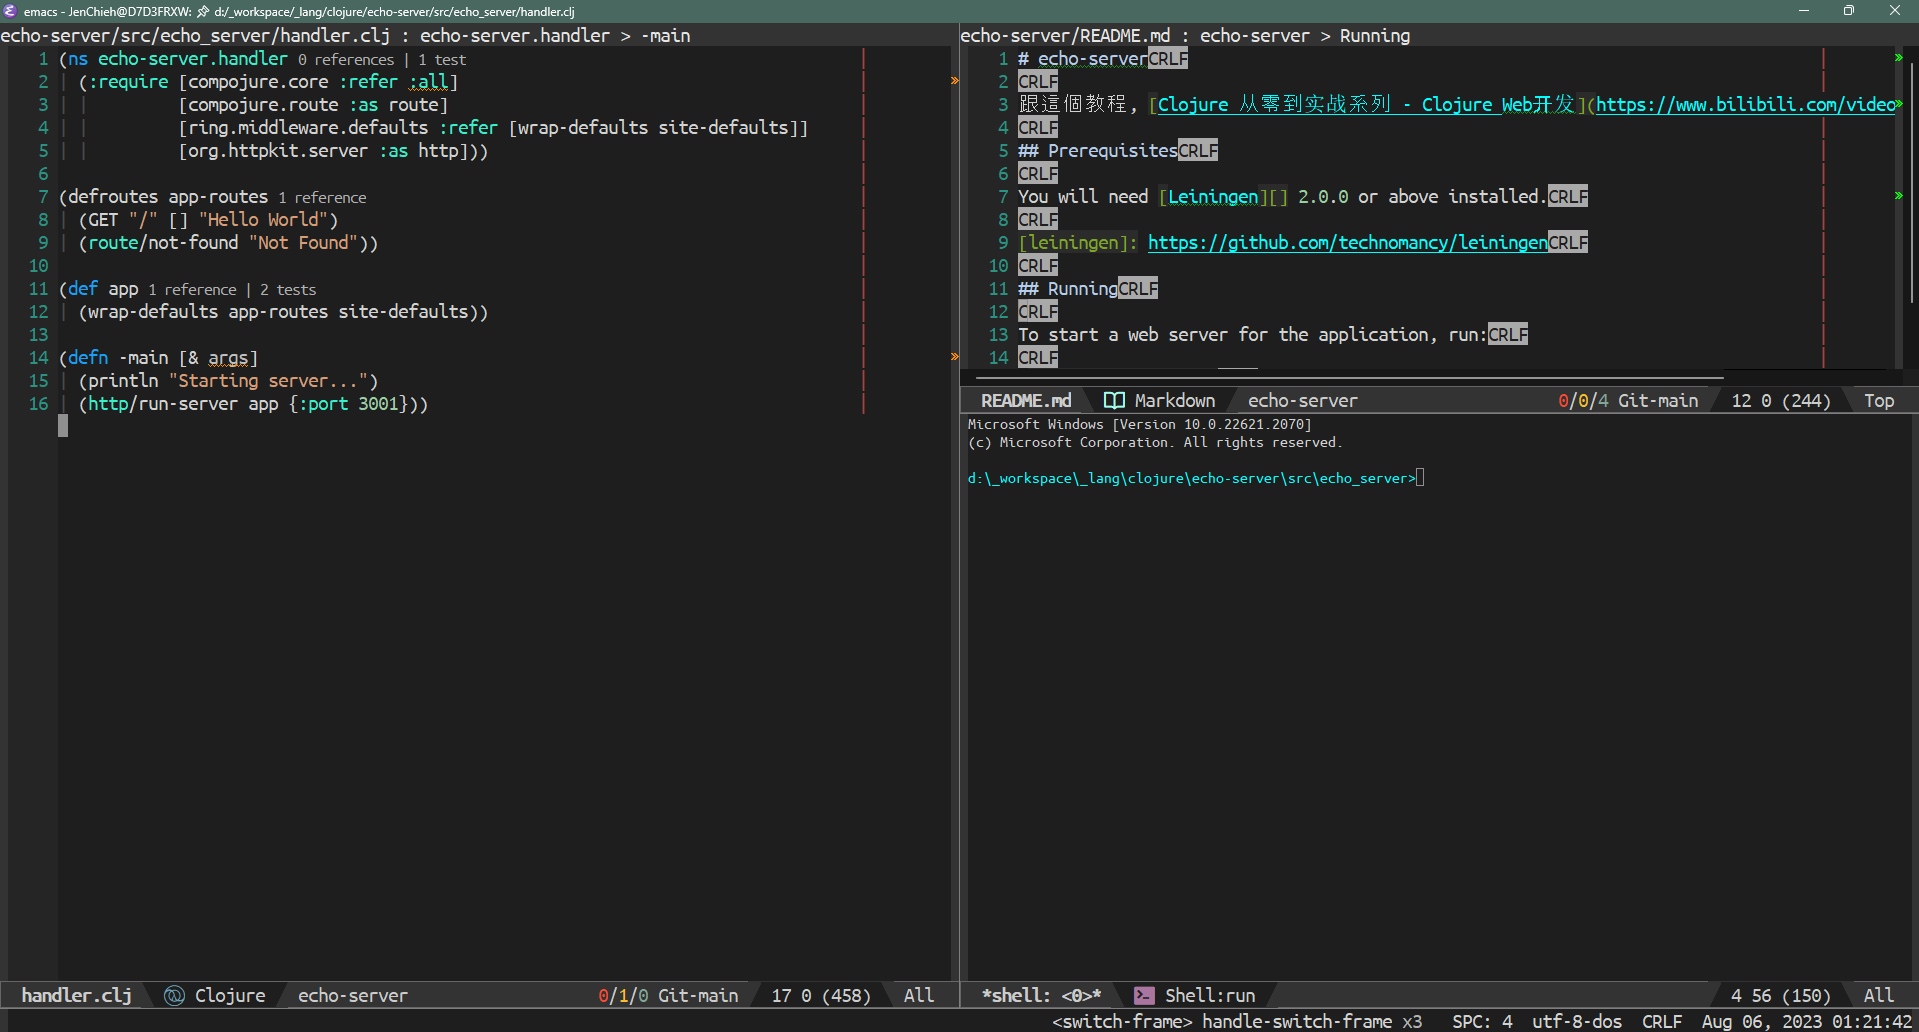 emacs - JenChieh@D7D3FRXW: d:/_workspace/_lang/clojure/echo-server/src/echo_server/handler.clj
echo-server/src/echo_server/handler.clj : echo-server.handler > -main
1 (ns echo-server.handler 0 references | 1 test
2 (:require [compojure.core :refer :all]
3 [compojure.route :as route]
4 [ring.middleware.defaults :refer [wrap-defaults site-defaults]]
5 [org.httpkit.server :as http]))
6
7 (defroutes app-routes 1 reference
8 (GET "/" [] "Hello World")
9 (route/not-found "Not Found"))
10
11 (def app 1 reference | 2 tests
12 (wrap-defaults app-routes site-defaults))
13
14 (defn -main [& args]
15 (println "Starting server...")
16 (http/run-server app {:port 3001}))
handler.clj Clojure echo-server 0/1/0 Git-main 17 0 (458) All
echo-server/README.md : echo-server > Running
1 # echo-serverCRLF
2 CRLF
3 跟這個教程, [Clojure 从零到实战系列 - Clojure Web开发](https://www.bilibili.com/video
4 CRLF
5 ## PrerequisitesCRLF
6 CRLF
7 You will need [Leiningen][] 2.0.0 or above installed.CRLF
8 CRLF
9 [leiningen]: https://github.com/technomancy/leiningenCRLF
10 CRLF
11 ## RunningCRLF
12 CRLF
13 To start a web server for the application, run:CRLF
14 CRLF
README.md Markdown echo-server 0/0/4 Git-main 12 0 (244) Top
Microsoft Windows [Version 10.0.22621.2070]
(c) Microsoft Corporation. All rights reserved.
d:\_workspace\_lang\clojure\echo-server\src\echo_server>
*shell: <0>* Shell:run 4 56 (150) All
<switch-frame> handle-switch-frame x3 SPC: 4 utf-8-dos CRLF Aug 06, 2023 01:21:42